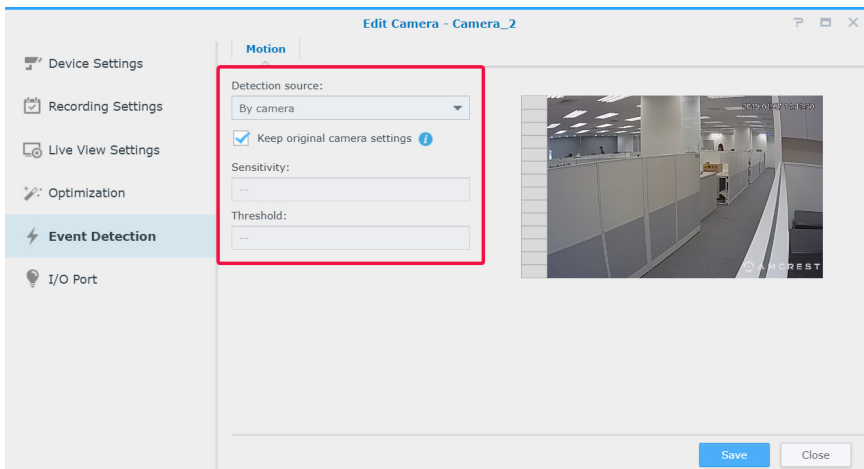 Edit Camera - Camera_2
Device Settings
Recording Settings
Live View Settings
Optimization
Event Detection
I/O Port
Motion
Detection source:
By camera
Keep original camera settings
Sensitivity:
--
Threshold:
--
AMCREST
Save
Close